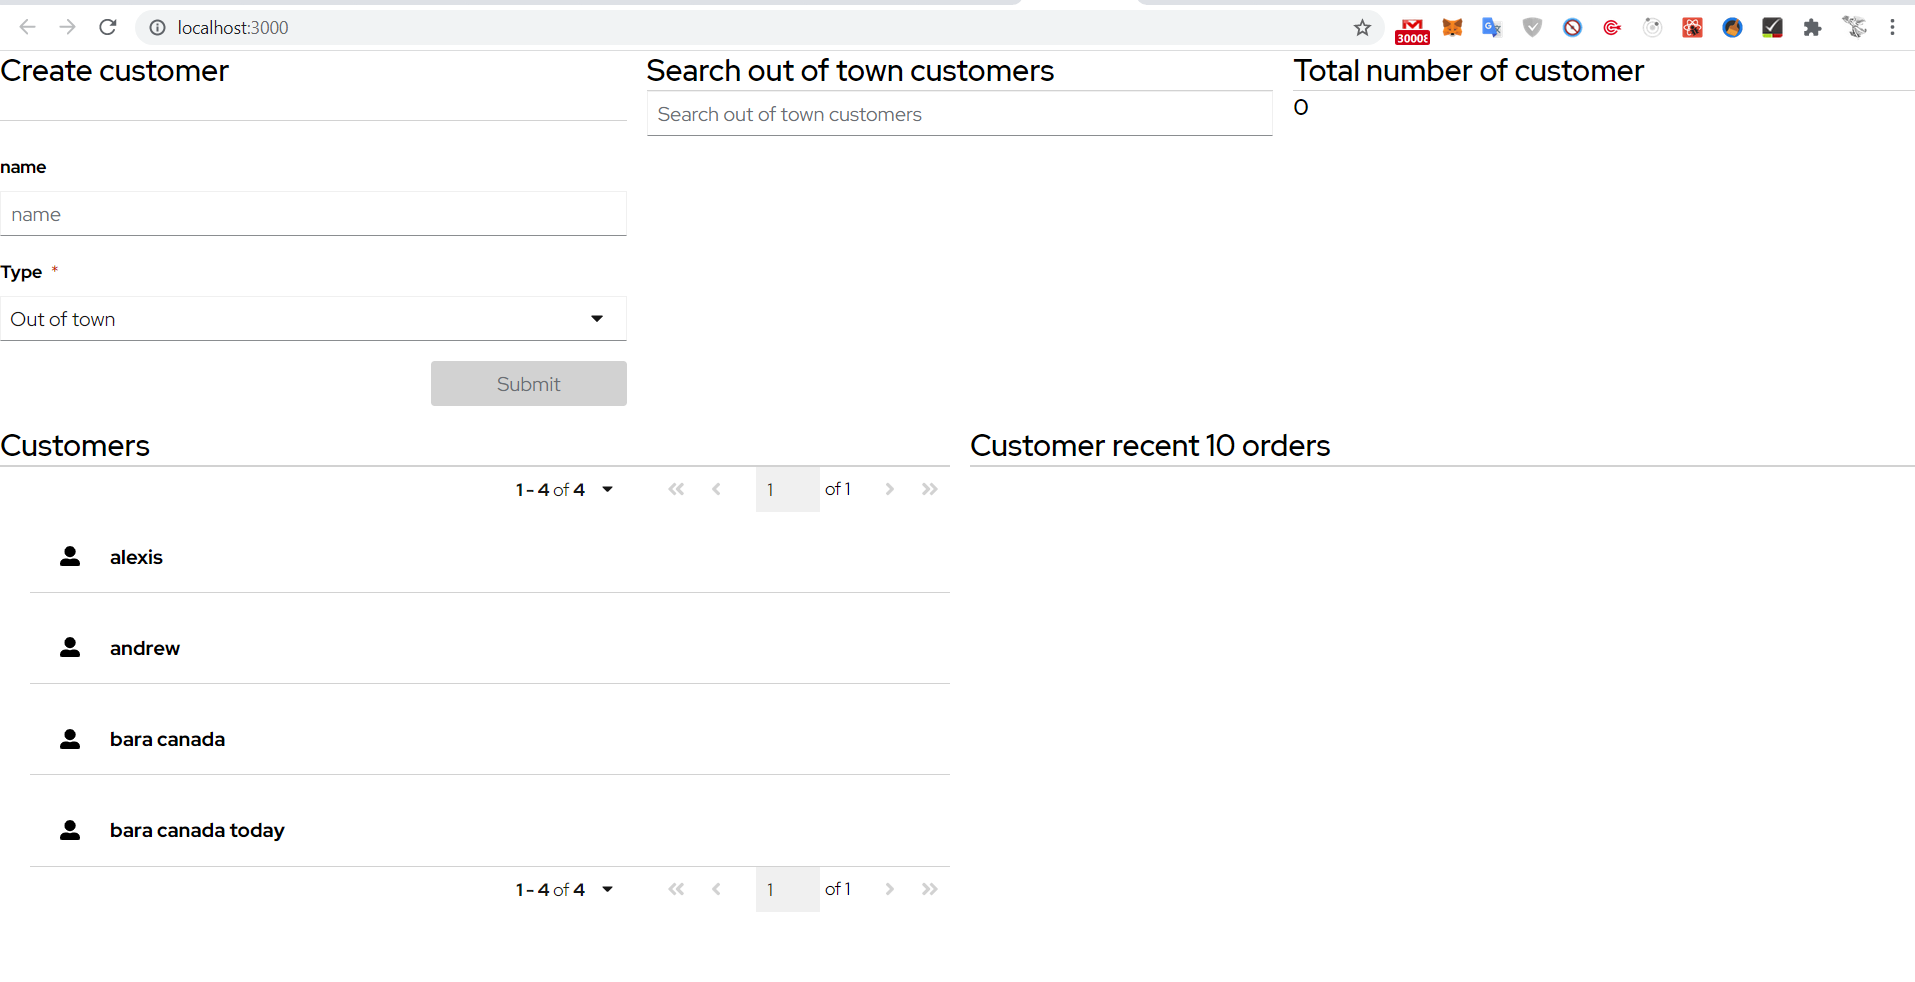 localhost:3000
30008
Create customer
Search out of town customers
Total number of customer
Search out of town customers
0
name
name
Type *
Out of town
Submit
Customers
Customer recent 10 orders
1 - 4 of 4
1
of 1
alexis
andrew
bara canada
bara canada today
1 - 4 of 4
1
of 1